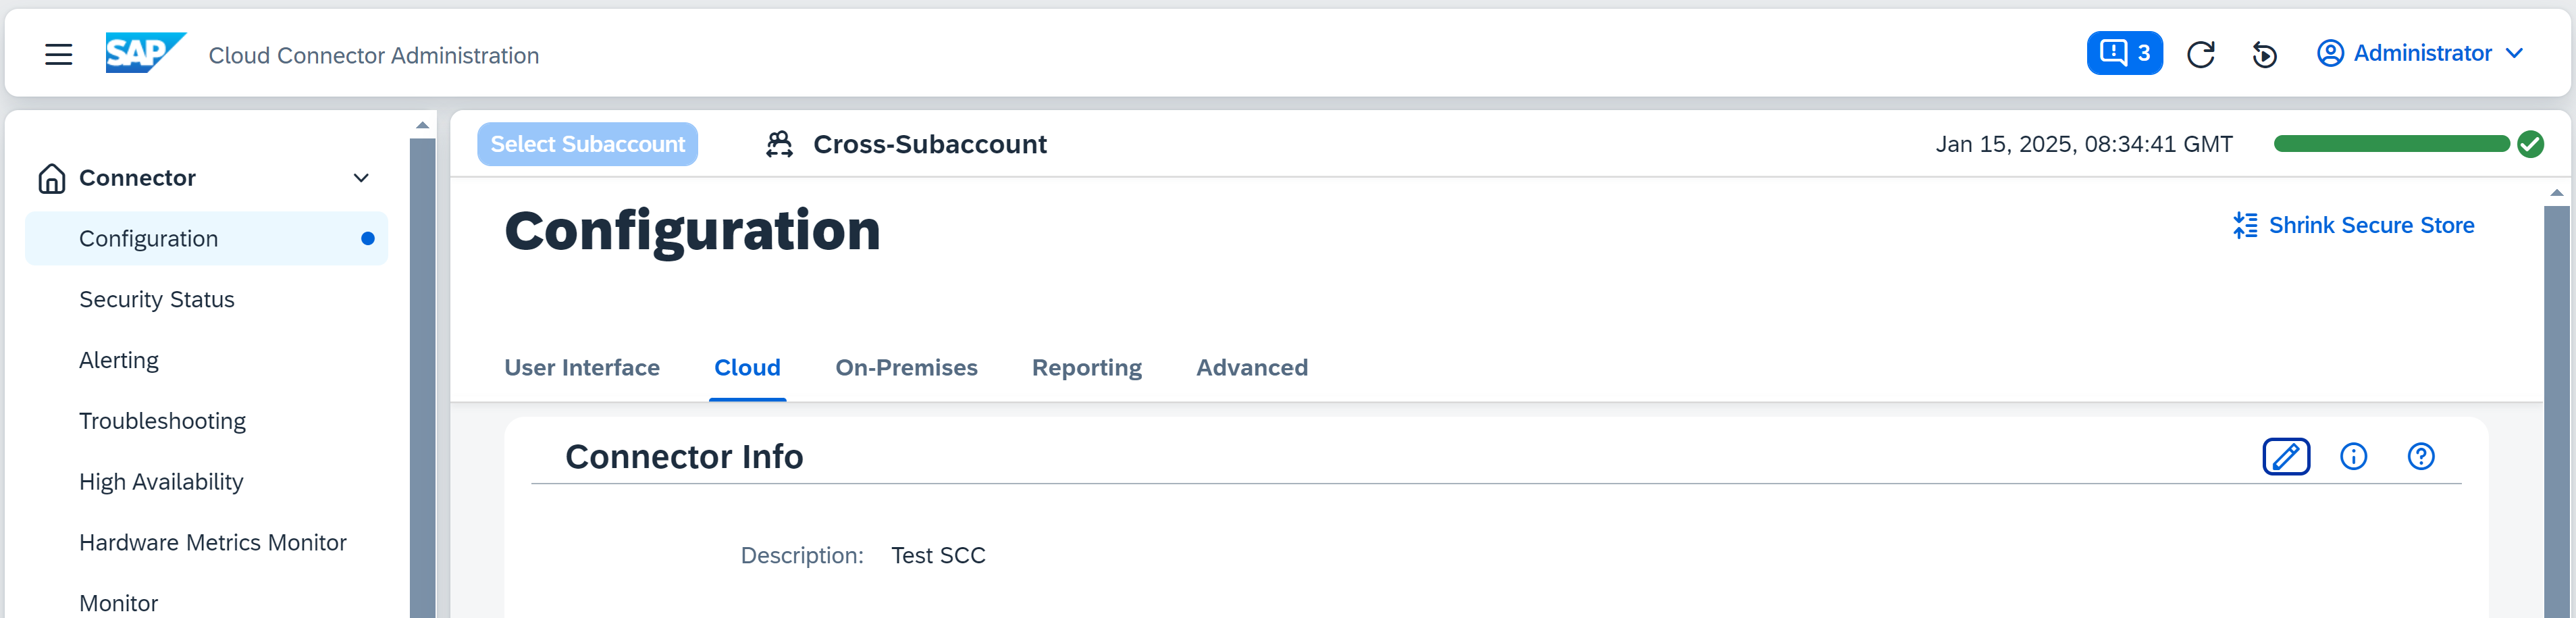 SAP Cloud Connector Administration 3 Administrator
Select Subaccount Cross-Subaccount Jan 15, 2025, 08:34:41 GMT
Connector
Configuration
Security Status
Alerting
Troubleshooting
High Availability
Hardware Metrics Monitor
Monitor
Configuration
Shrink Secure Store
User Interface Cloud On-Premises Reporting Advanced
Connector Info
Description: Test SCC